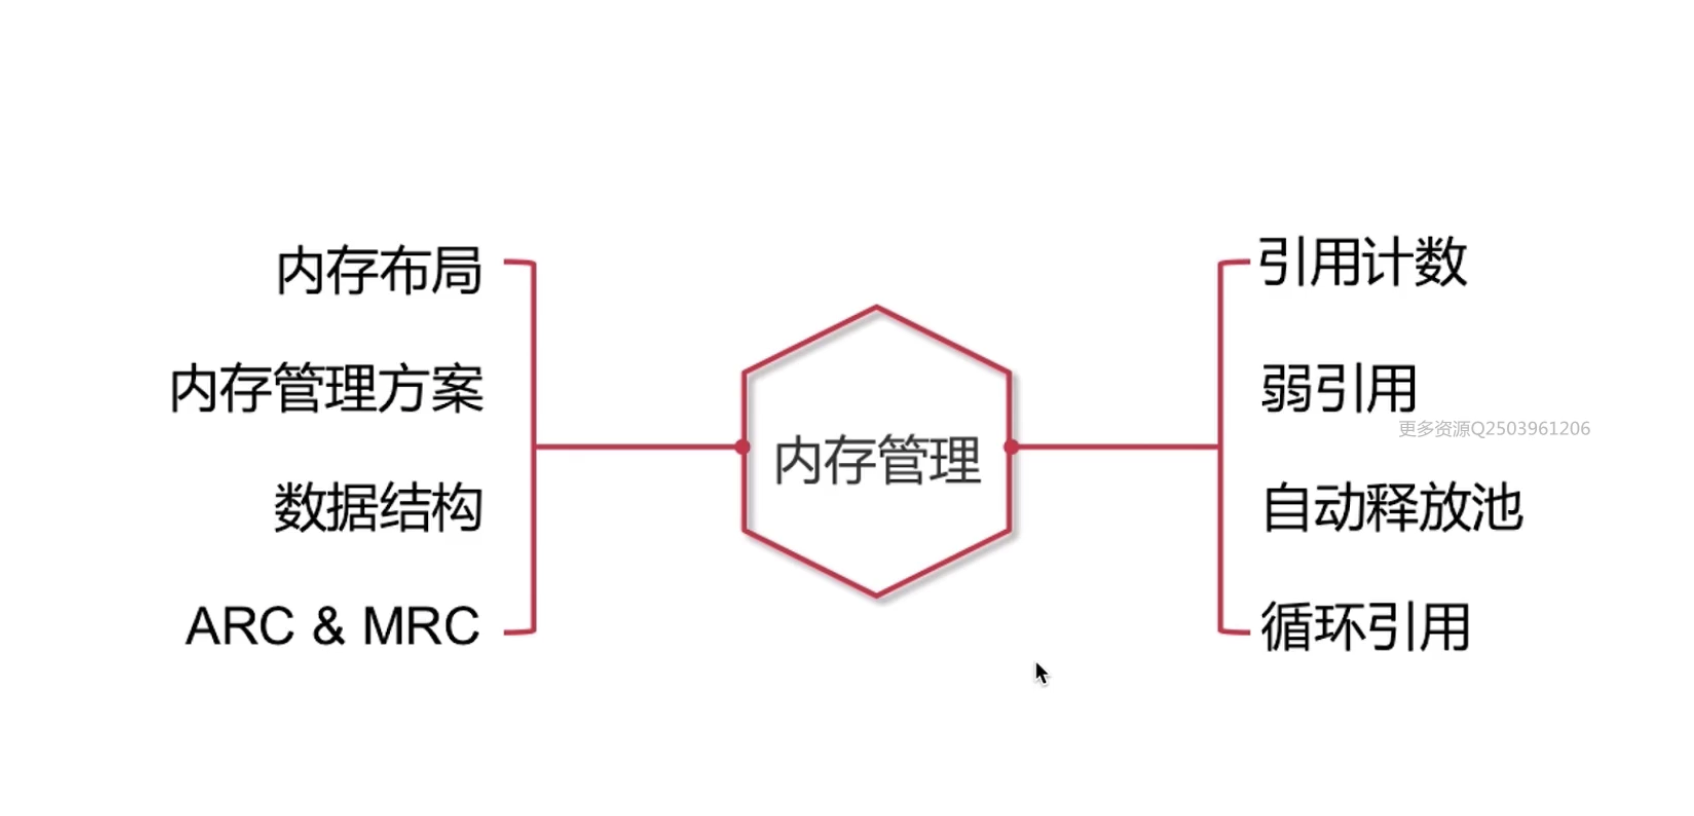 内存布局
内存管理方案
数据结构
ARC & MRC
内存管理
引用计数
弱引用
更多资源Q2503961206
自动释放池
循环引用